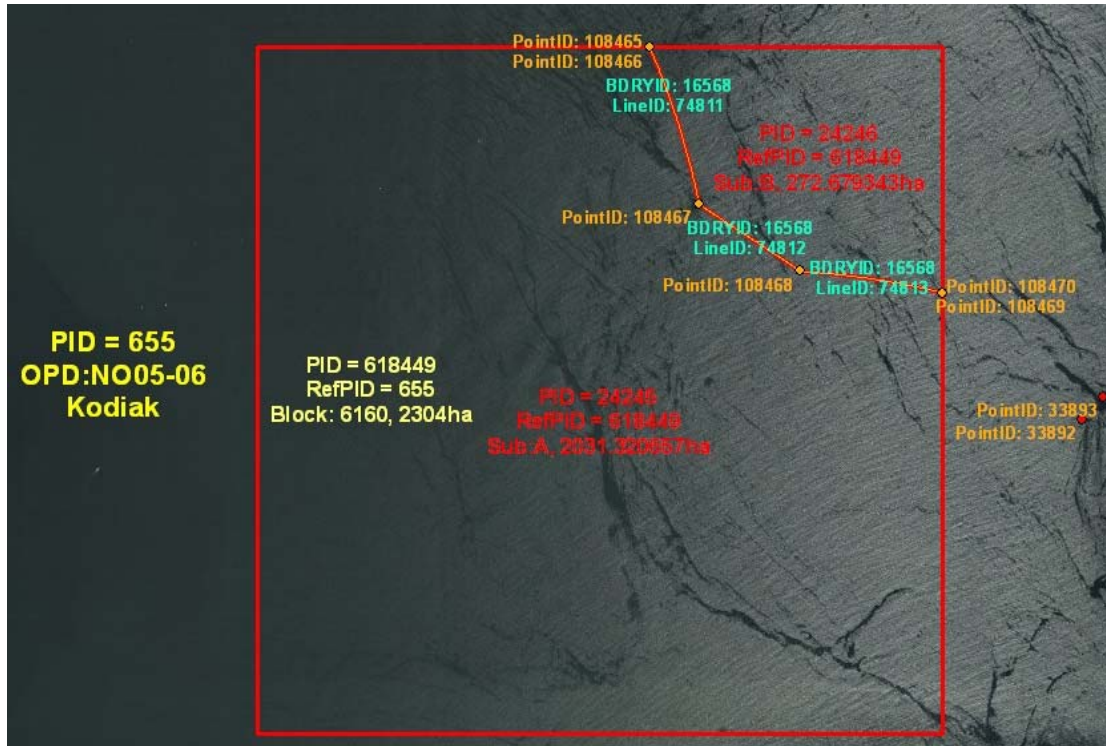 PointID: 108465
PointID: 108466
BDRYID: 16568
LineID: 74811
PID = 24246
RefPID = 618449
Sub:B, 272.679343ha
PointID: 108467
BDRYID: 16568
LineID: 74812
BDRYID: 16568
LineID: 74813
PointID: 108468
PointID: 108470
PointID: 108469
PID = 655
OPD:NO05-06
Kodiak
PID = 618449
RefPID = 655
Block: 6160, 2304ha
PID = 24246
RefPID = 618449
Sub:A, 2031.320657ha
PointID: 33893
PointID: 33892